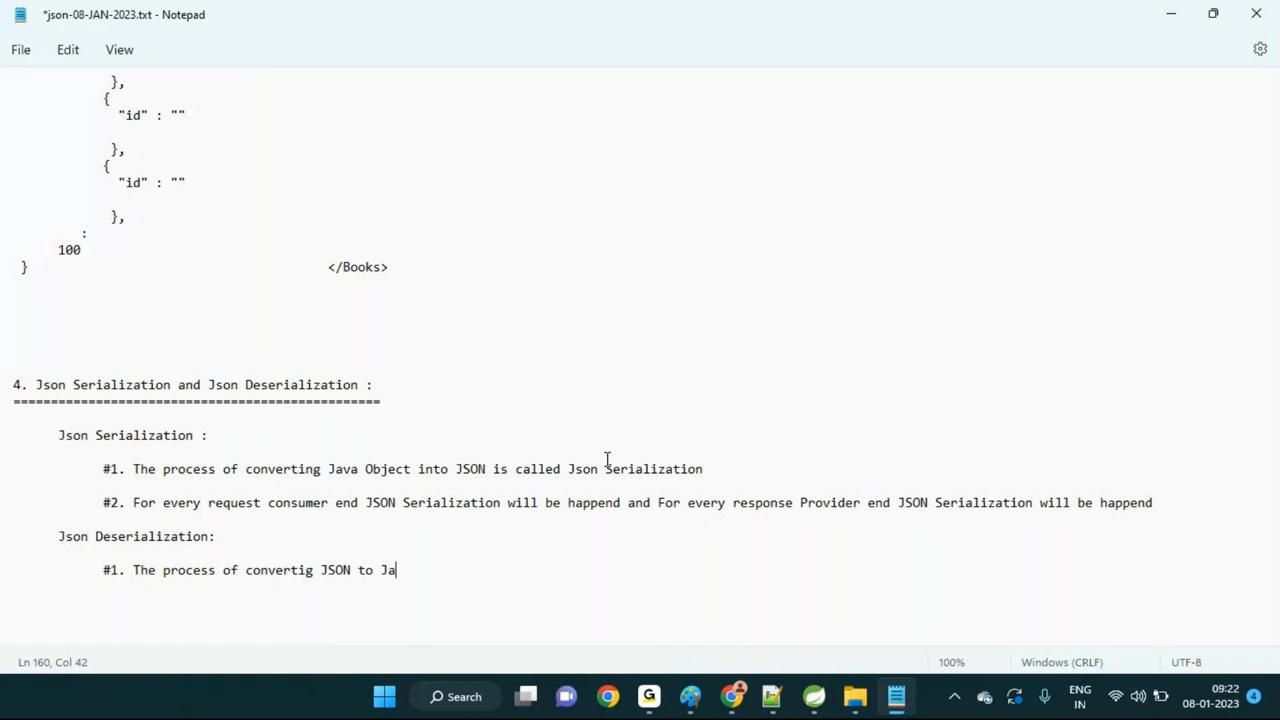 *json-08-JAN-2023.txt - Notepad
File Edit View
},
{
"id" : ""
},
{
"id" : ""
},
:
100
} </Books>
4. Json Serialization and Json Deserialization :
=================================================
Json Serialization :
#1. The process of converting Java Object into JSON is called Json Serialization
#2. For every request consumer end JSON Serialization will be happend and For every response Provider end JSON Serialization will be happend
Json Deserialization:
#1. The process of convertig JSON to Ja
Ln 160, Col 42 100% Windows (CRLF) UTF-8
Search
ENG
IN
09:22
08-01-2023
4